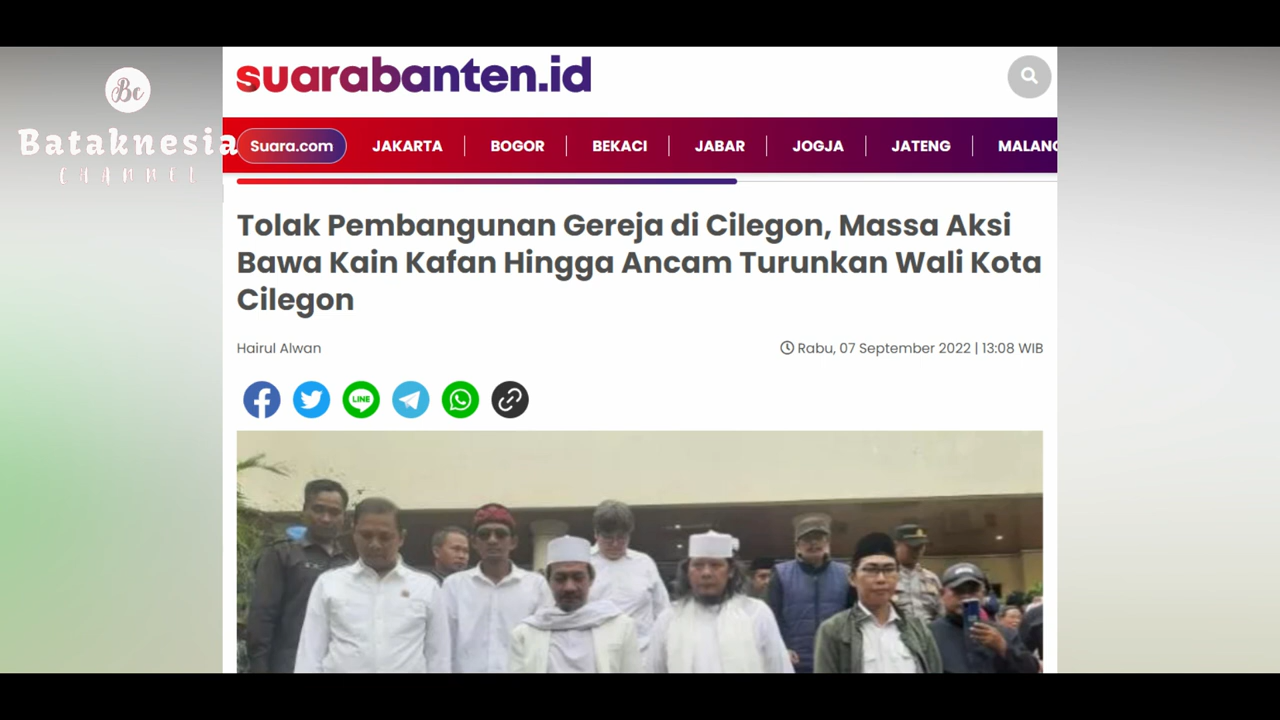 Bc
Bataknesia
CHANNEL
suarabanten.id
Suara.com JAKARTA BOGOR BEKACI JABAR JOGJA JATENG MALANG
Tolak Pembangunan Gereja di Cilegon, Massa Aksi
Bawa Kain Kafan Hingga Ancam Turunkan Wali Kota
Cilegon
Hairul Alwan
Rabu, 07 September 2022 | 13:08 WIB
LINE